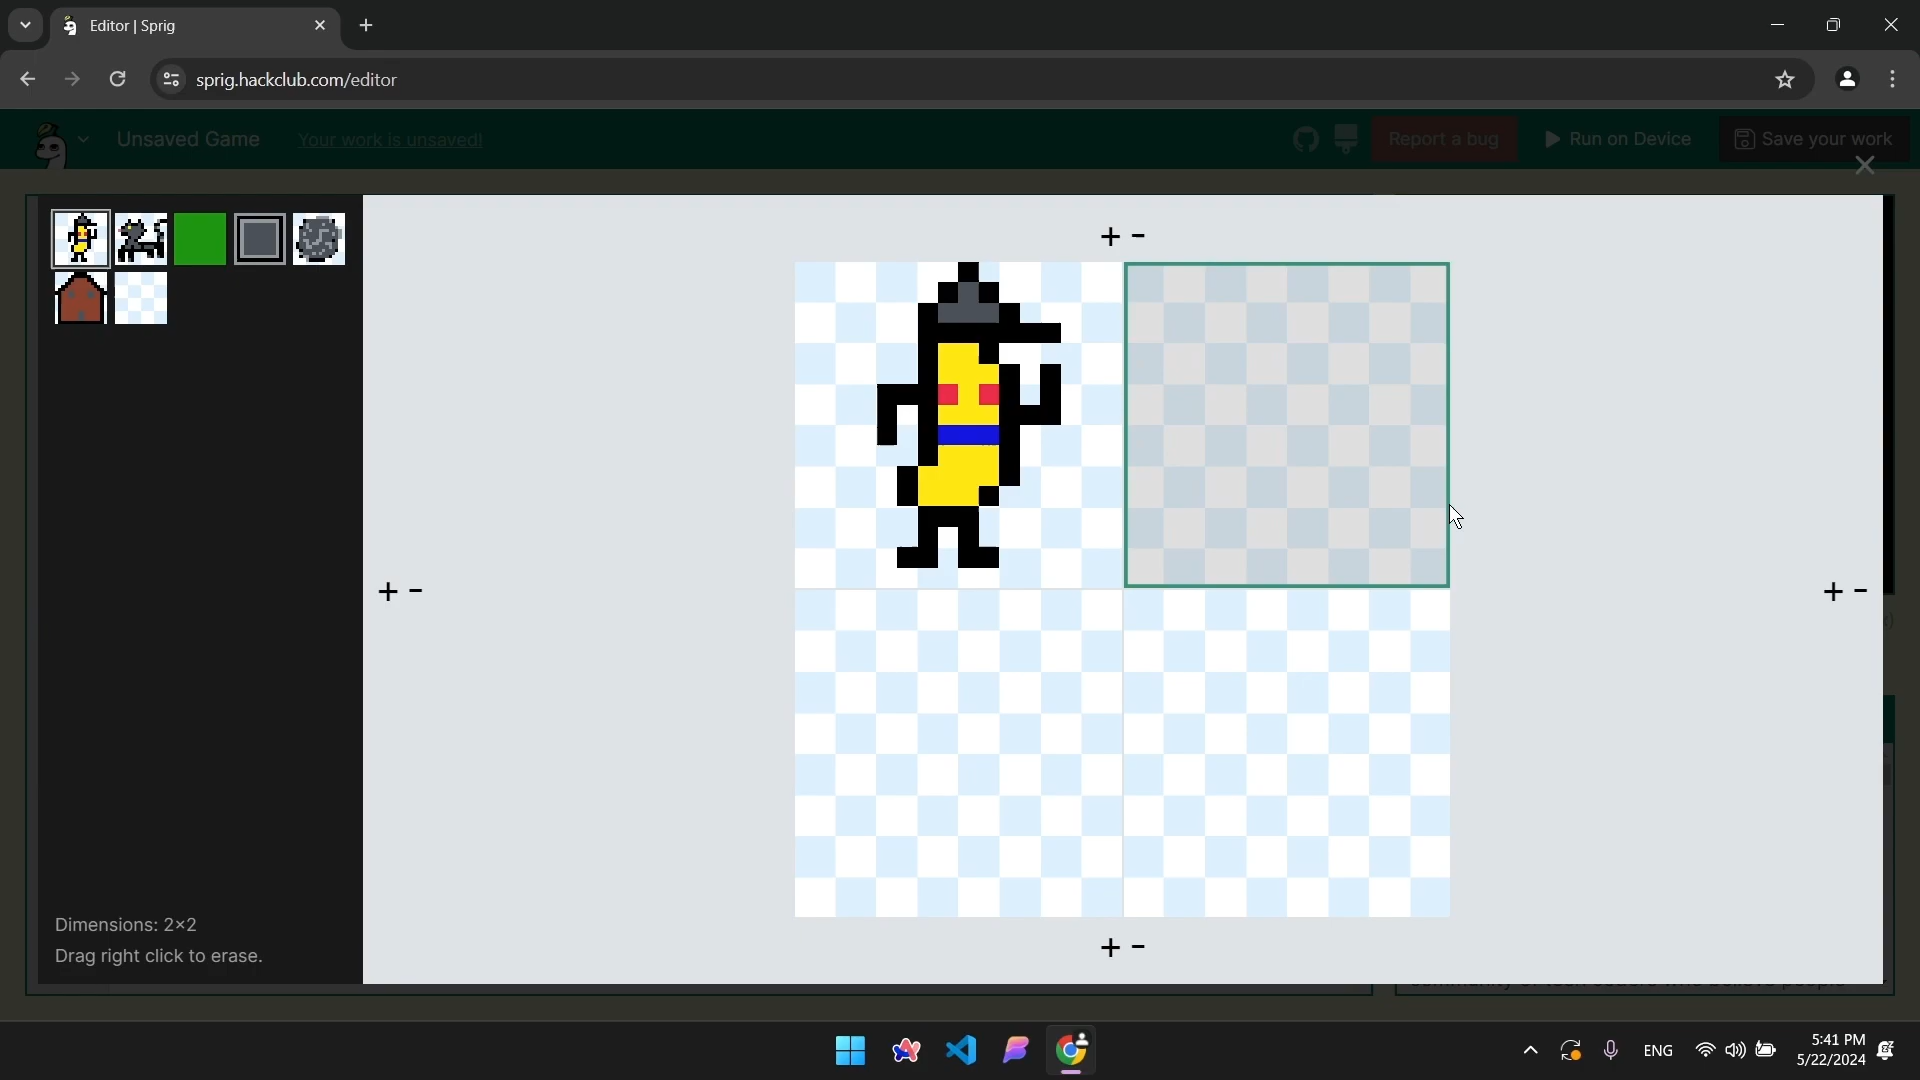 Editor | Sprig
sprig.hackclub.com/editor
Unsaved Game
Your work is unsaved!
Report a bug
Run on Device
Save your work
+ -
+ -
+ -
Dimensions: 2×2
Drag right click to erase.
+ -
ENG
5:41 PM
5/22/2024